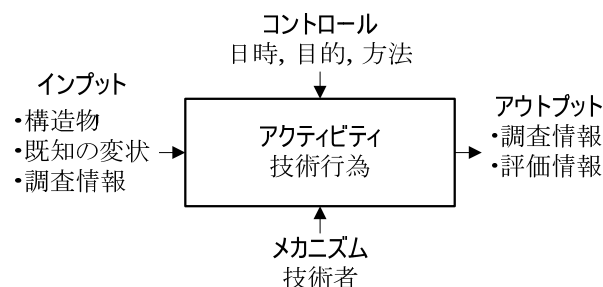 コントロール
日時, 目的, 方法
インプット
・構造物
・既知の変状
・調査情報
アクティビティ
技術行為
アウトプット
・調査情報
・評価情報
メカニズム
技術者